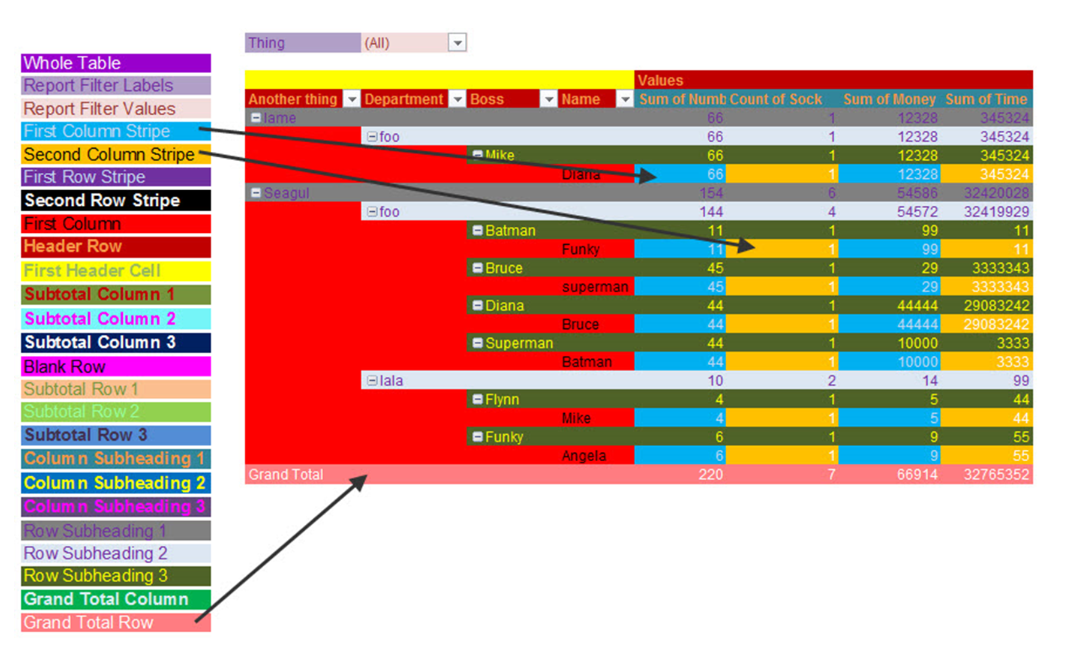 Thing (All)
Whole Table
Report Filter Labels
Report Filter Values
First Column Stripe
Second Column Stripe
First Row Stripe
Second Row Stripe
First Column
Header Row
First Header Cell
Subtotal Column 1
Subtotal Column 2
Subtotal Column 3
Blank Row
Subtotal Row 1
Subtotal Row 2
Subtotal Row 3
Column Subheading 1
Column Subheading 2
Column Subheading 3
Row Subheading 1
Row Subheading 2
Row Subheading 3
Grand Total Column
Grand Total Row
Values
Another thing Department Boss Name Sum of Numb Count of Sock Sum of Money Sum of Time
lame 66 1 12328 345324
foo 66 1 12328 345324
Mike 66 1 12328 345324
Diana 66 1 12328 345324
Seagul 154 6 54586 32420028
foo 144 4 54572 32419929
Batman 11 1 99 11
Funky 11 1 99 11
Bruce 45 1 29 3333343
superman 45 1 29 3333343
Diana 44 1 44444 29083242
Bruce 44 1 44444 29083242
Superman 44 1 10000 3333
Batman 44 1 10000 3333
lala 10 2 14 99
Flynn 4 1 5 44
Mike 4 1 5 44
Funky 6 1 9 55
Angela 6 1 9 55
Grand Total 220 7 66914 32765352